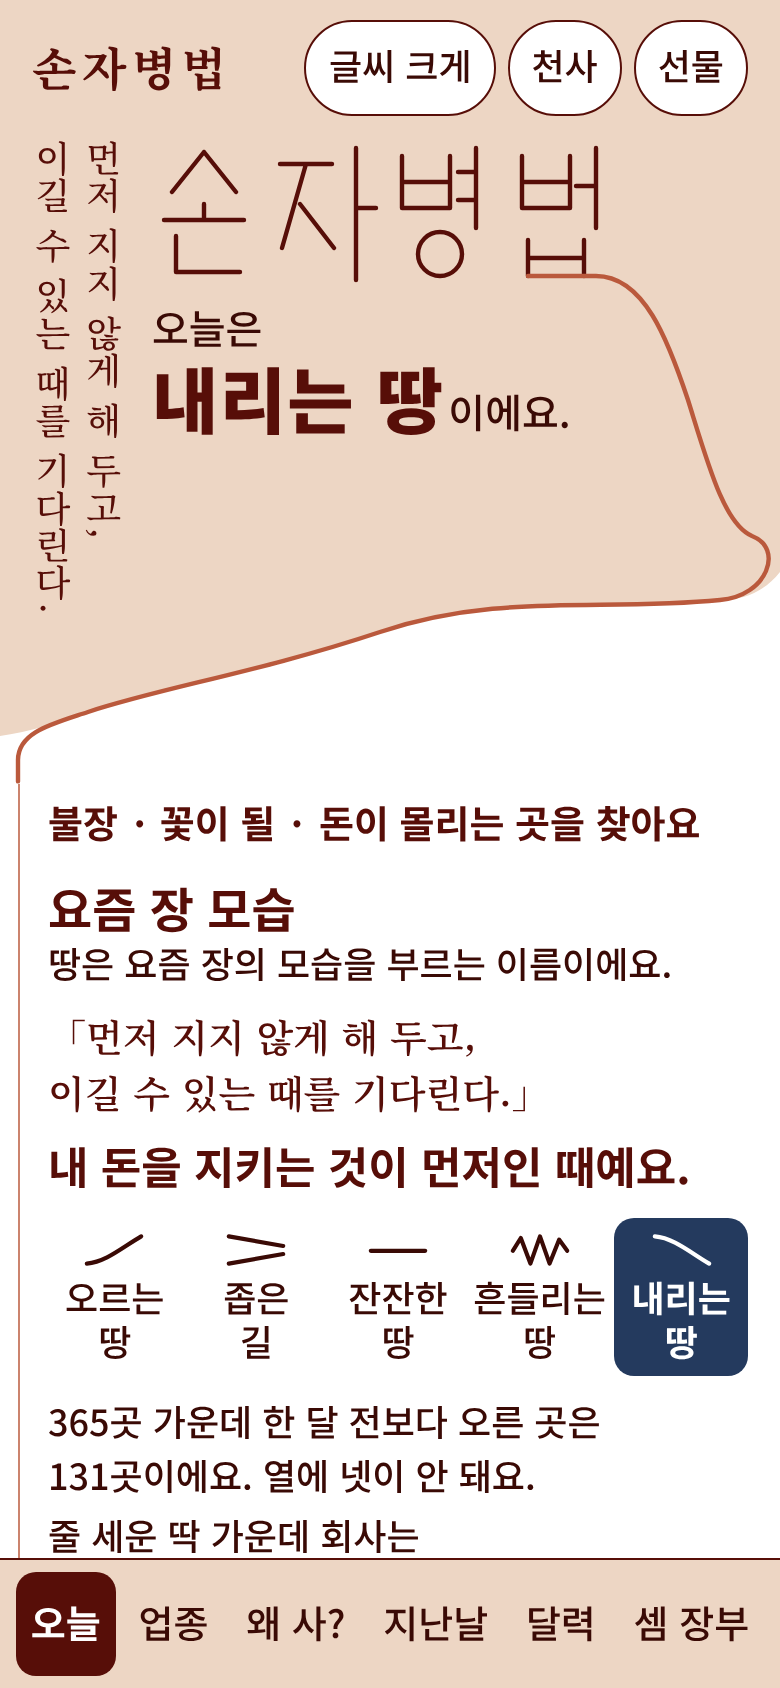 손자병법
글씨 크게
천사
선물
먼저 지지 않게 해 두고,
이길 수 있는 때를 기다린다.
손자병법
오늘은
내리는 땅이에요.
불장 · 꽃이 될 · 돈이 몰리는 곳을 찾아요
요즘 장 모습
땅은 요즘 장의 모습을 부르는 이름이에요.
「먼저 지지 않게 해 두고,
이길 수 있는 때를 기다린다.」
내 돈을 지키는 것이 먼저인 때예요.
오르는
땅
좁은
길
잔잔한
땅
흔들리는
땅
내리는
땅
365곳 가운데 한 달 전보다 오른 곳은
131곳이에요. 열에 넷이 안 돼요.
줄 세운 딱 가운데 회사는
오늘
업종
왜 사?
지난날
달력
셈 장부